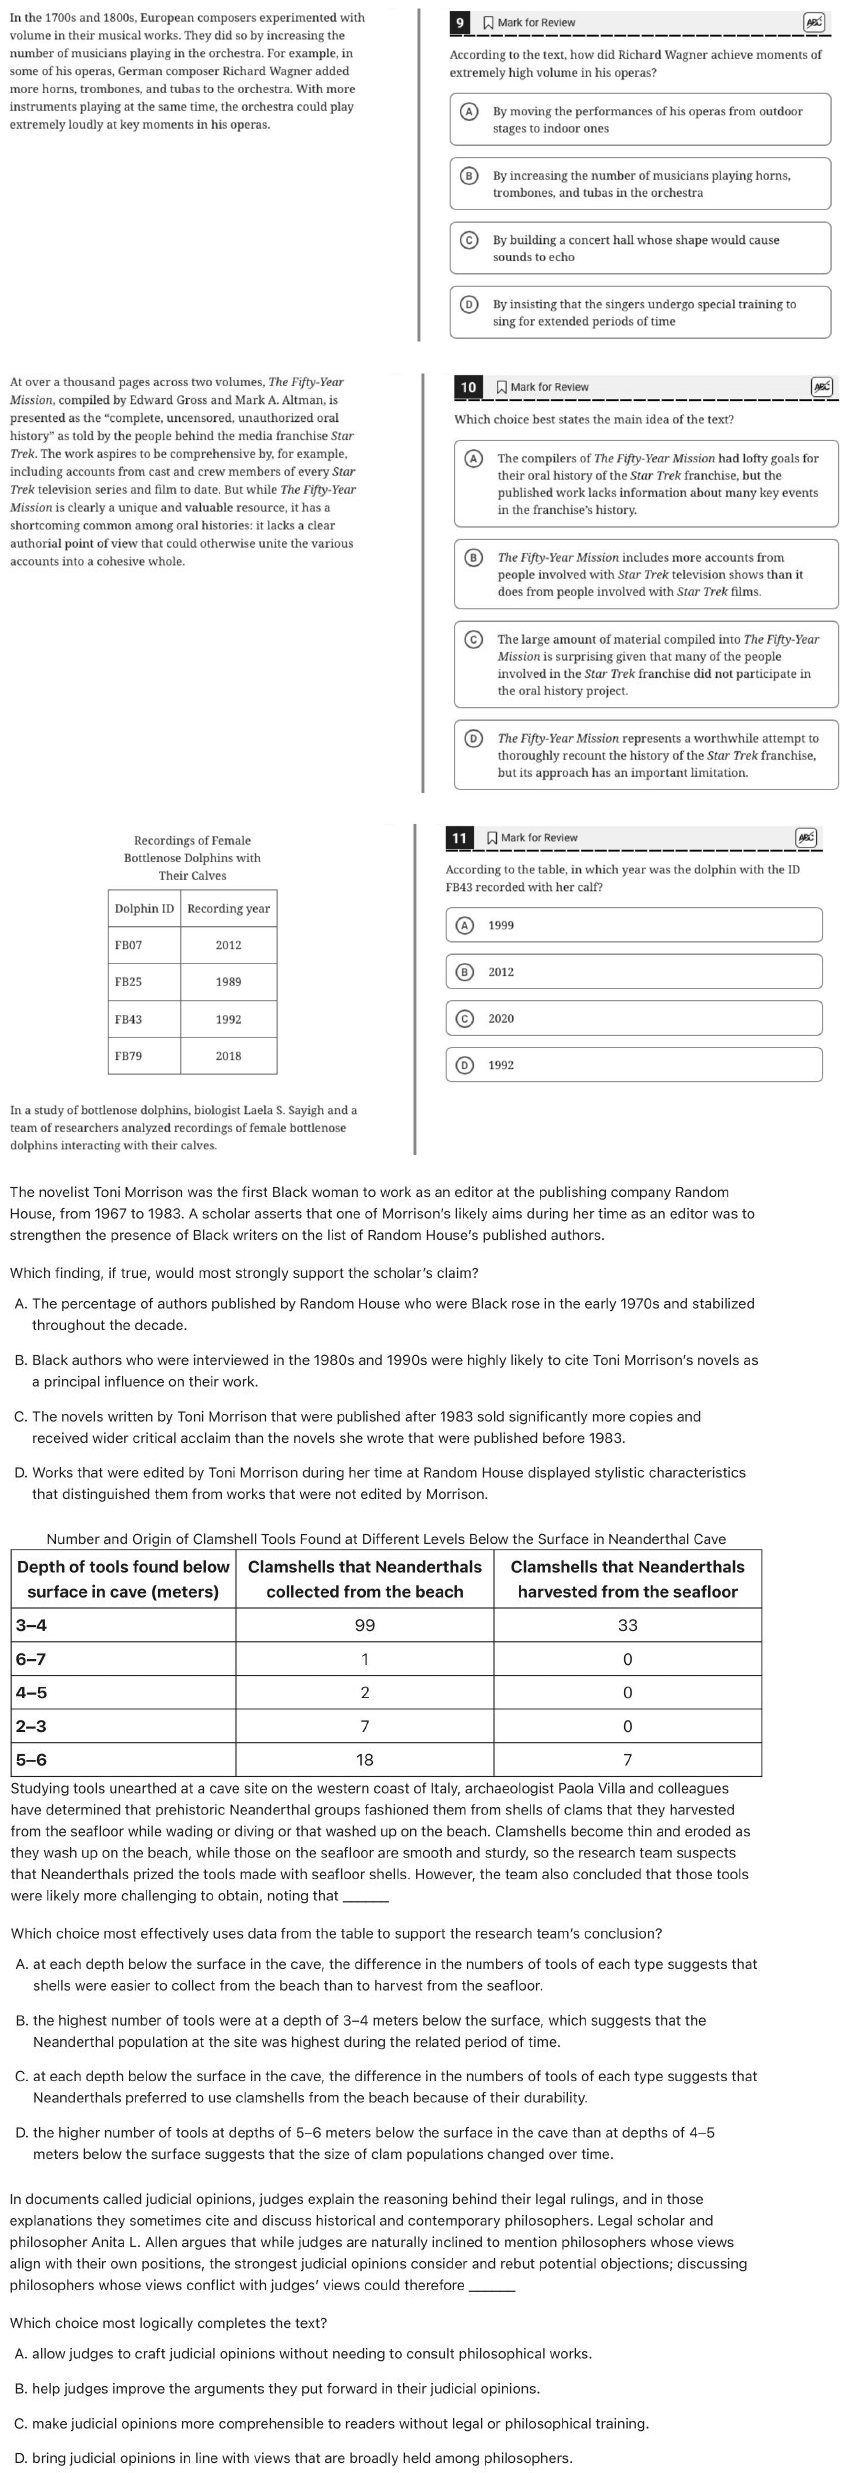 In the 1700s and 1800s, European composers experimented with
volume in their musical works. They did so by increasing the
number of musicians playing in the orchestra. For example, in
some of his operas, German composer Richard Wagner added
more horns, trombones, and tubas to the orchestra. With more
instruments playing at the same time, the orchestra could play
extremely loudly at key moments in his operas.
9 Mark for Review ABC
According to the text, how did Richard Wagner achieve moments of
extremely high volume in his operas?
A By moving the performances of his operas from outdoor
stages to indoor ones
B By increasing the number of musicians playing horns,
trombones, and tubas in the orchestra
C By building a concert hall whose shape would cause
sounds to echo
D By insisting that the singers undergo special training to
sing for extended periods of time
At over a thousand pages across two volumes, The Fifty-Year
Mission, compiled by Edward Gross and Mark A. Altman, is
presented as the “complete, uncensored, unauthorized oral
history” as told by the people behind the media franchise Star
Trek. The work aspires to be comprehensive by, for example,
including accounts from cast and crew members of every Star
Trek television series and film to date. But while The Fifty-Year
Mission is clearly a unique and valuable resource, it has a
shortcoming common among oral histories: it lacks a clear
authorial point of view that could otherwise unite the various
accounts into a cohesive whole.
10 Mark for Review ABC
Which choice best states the main idea of the text?
A The compilers of The Fifty-Year Mission had lofty goals for
their oral history of the Star Trek franchise, but the
published work lacks information about many key events
in the franchise’s history.
B The Fifty-Year Mission includes more accounts from
people involved with Star Trek television shows than it
does from people involved with Star Trek films.
C The large amount of material compiled into The Fifty-Year
Mission is surprising given that many of the people
involved in the Star Trek franchise did not participate in
the oral history project.
D The Fifty-Year Mission represents a worthwhile attempt to
thoroughly recount the history of the Star Trek franchise,
but its approach has an important limitation.
Recordings of Female
Bottlenose Dolphins with
Their Calves
Dolphin ID Recording year
FB07 2012
FB25 1989
FB43 1992
FB79 2018
In a study of bottlenose dolphins, biologist Laela S. Sayigh and a
team of researchers analyzed recordings of female bottlenose
dolphins interacting with their calves.
11 Mark for Review ABC
According to the table, in which year was the dolphin with the ID
FB43 recorded with her calf?
A 1999
B 2012
C 2020
D 1992
The novelist Toni Morrison was the first Black woman to work as an editor at the publishing company Random
House, from 1967 to 1983. A scholar asserts that one of Morrison’s likely aims during her time as an editor was to
strengthen the presence of Black writers on the list of Random House’s published authors.
Which finding, if true, would most strongly support the scholar’s claim?
A. The percentage of authors published by Random House who were Black rose in the early 1970s and stabilized
throughout the decade.
B. Black authors who were interviewed in the 1980s and 1990s were highly likely to cite Toni Morrison’s novels as
a principal influence on their work.
C. The novels written by Toni Morrison that were published after 1983 sold significantly more copies and
received wider critical acclaim than the novels she wrote that were published before 1983.
D. Works that were edited by Toni Morrison during her time at Random House displayed stylistic characteristics
that distinguished them from works that were not edited by Morrison.
Number and Origin of Clamshell Tools Found at Different Levels Below the Surface in Neanderthal Cave
Depth of tools found below surface in cave (meters) Clamshells that Neanderthals collected from the beach Clamshells that Neanderthals harvested from the seafloor
3–4 99 33
6–7 1 0
4–5 2 0
2–3 7 0
5–6 18 7
Studying tools unearthed at a cave site on the western coast of Italy, archaeologist Paola Villa and colleagues
have determined that prehistoric Neanderthal groups fashioned them from shells of clams that they harvested
from the seafloor while wading or diving or that washed up on the beach. Clamshells become thin and eroded as
they wash up on the beach, while those on the seafloor are smooth and sturdy, so the research team suspects
that Neanderthals prized the tools made with seafloor shells. However, the team also concluded that those tools
were likely more challenging to obtain, noting that ______
Which choice most effectively uses data from the table to support the research team’s conclusion?
A. at each depth below the surface in the cave, the difference in the numbers of tools of each type suggests that
shells were easier to collect from the beach than to harvest from the seafloor.
B. the highest number of tools were at a depth of 3–4 meters below the surface, which suggests that the
Neanderthal population at the site was highest during the related period of time.
C. at each depth below the surface in the cave, the difference in the numbers of tools of each type suggests that
Neanderthals preferred to use clamshells from the beach because of their durability.
D. the higher number of tools at depths of 5–6 meters below the surface in the cave than at depths of 4–5
meters below the surface suggests that the size of clam populations changed over time.
In documents called judicial opinions, judges explain the reasoning behind their legal rulings, and in those
explanations they sometimes cite and discuss historical and contemporary philosophers. Legal scholar and
philosopher Anita L. Allen argues that while judges are naturally inclined to mention philosophers whose views
align with their own positions, the strongest judicial opinions consider and rebut potential objections; discussing
philosophers whose views conflict with judges’ views could therefore ______
Which choice most logically completes the text?
A. allow judges to craft judicial opinions without needing to consult philosophical works.
B. help judges improve the arguments they put forward in their judicial opinions.
C. make judicial opinions more comprehensible to readers without legal or philosophical training.
D. bring judicial opinions in line with views that are broadly held among philosophers.